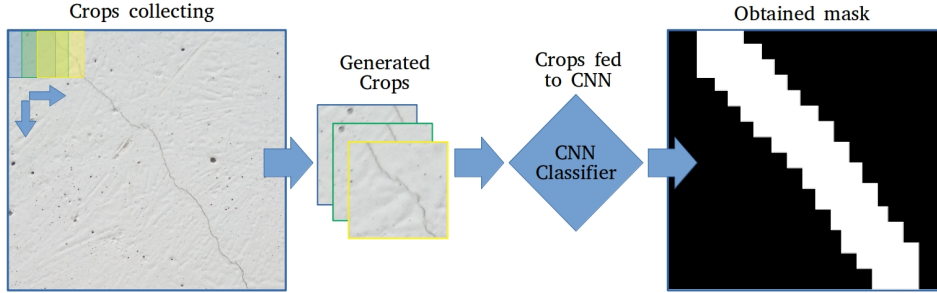 Crops collecting
Generated
Crops
Crops fed
to CNN
CNN
Classifier
Obtained mask